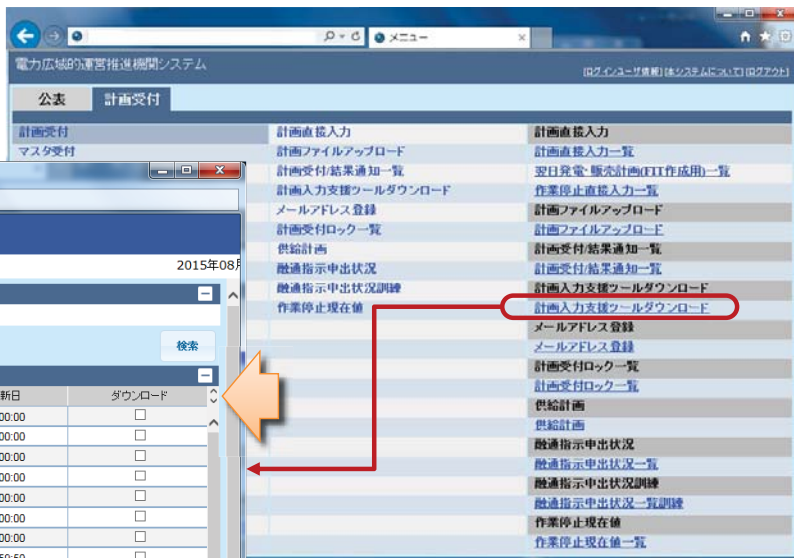 メニュー
電力広域的運営推進機関システム
[ログインユーザ情報][本システムについて][ログアウト]
公表
計画受付
計画受付
マスタ受付
計画直接入力
計画ファイルアップロード
計画受付/結果通知一覧
計画入力支援ツールダウンロード
メールアドレス登録
計画受付ロック一覧
供給計画
融通指示申出状況
融通指示申出状況訓練
作業停止現在値
計画直接入力
計画直接入力一覧
翌日発電・販売計画(FIT作成用)一覧
作業停止直接入力一覧
計画ファイルアップロード
計画ファイルアップロード
計画受付/結果通知一覧
計画受付/結果通知一覧
計画入力支援ツールダウンロード
計画入力支援ツールダウンロード
メールアドレス登録
メールアドレス登録
計画受付ロック一覧
計画受付ロック一覧
供給計画
供給計画
融通指示申出状況
融通指示申出状況一覧
融通指示申出状況訓練
融通指示申出状況一覧訓練
作業停止現在値
作業停止現在値一覧
2015年08月
検索
新日 ダウンロード
00:00
00:00
00:00
00:00
00:00
00:00
00:00